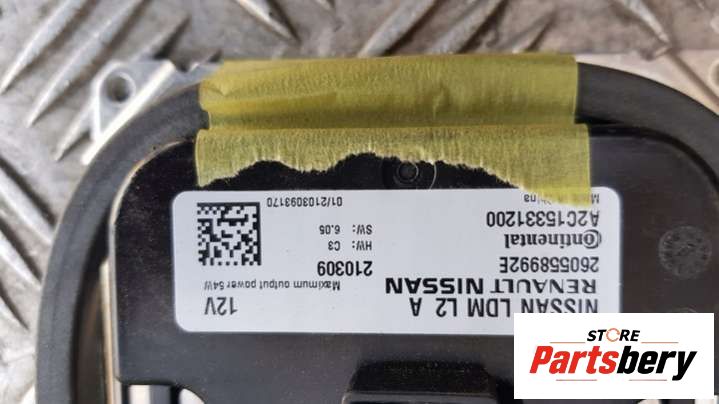 NISSAN LDM L2 A
RENAULT NISSAN
260558992E
Continental
A2C15331200
12V
Maximum output power 54W
210309
HW: C3
SW: 6.05
01/2103093170
STORE
Partsbery